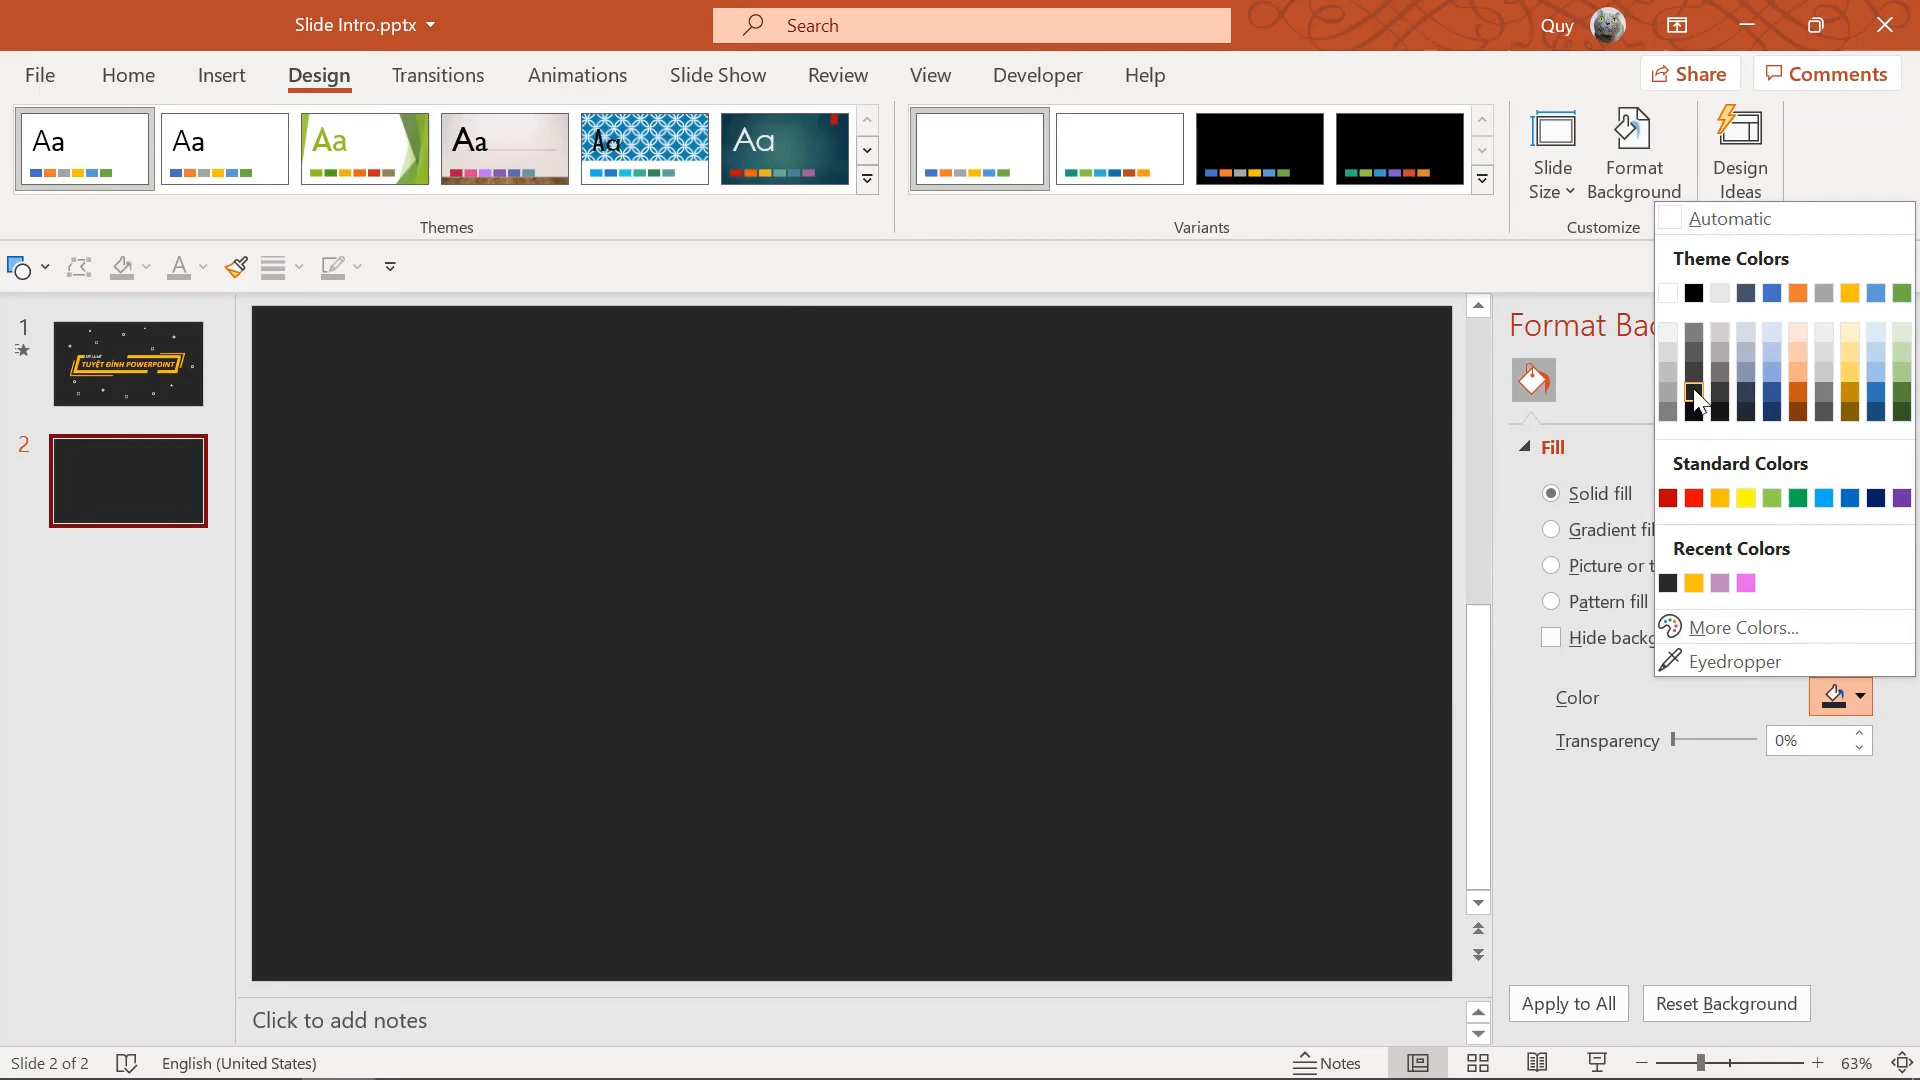 Slide Intro.pptx
Search
Quy
File
Home
Insert
Design
Transitions
Animations
Slide Show
Review
View
Developer
Help
Share
Comments
Aa
Aa
Aa
Aa
Aa
Aa
Slide Size
Format Background
Design Ideas
Themes
Variants
Customize
Automatic
Theme Colors
Standard Colors
Recent Colors
More Colors...
Eyedropper
1
TUYỆT ĐỈNH POWERPOINT
2
Format Bac
Fill
Solid fill
Gradient fil
Picture or t
Pattern fill
Hide backg
Color
Transparency
0%
Apply to All
Reset Background
Click to add notes
Slide 2 of 2
English (United States)
Notes
63%